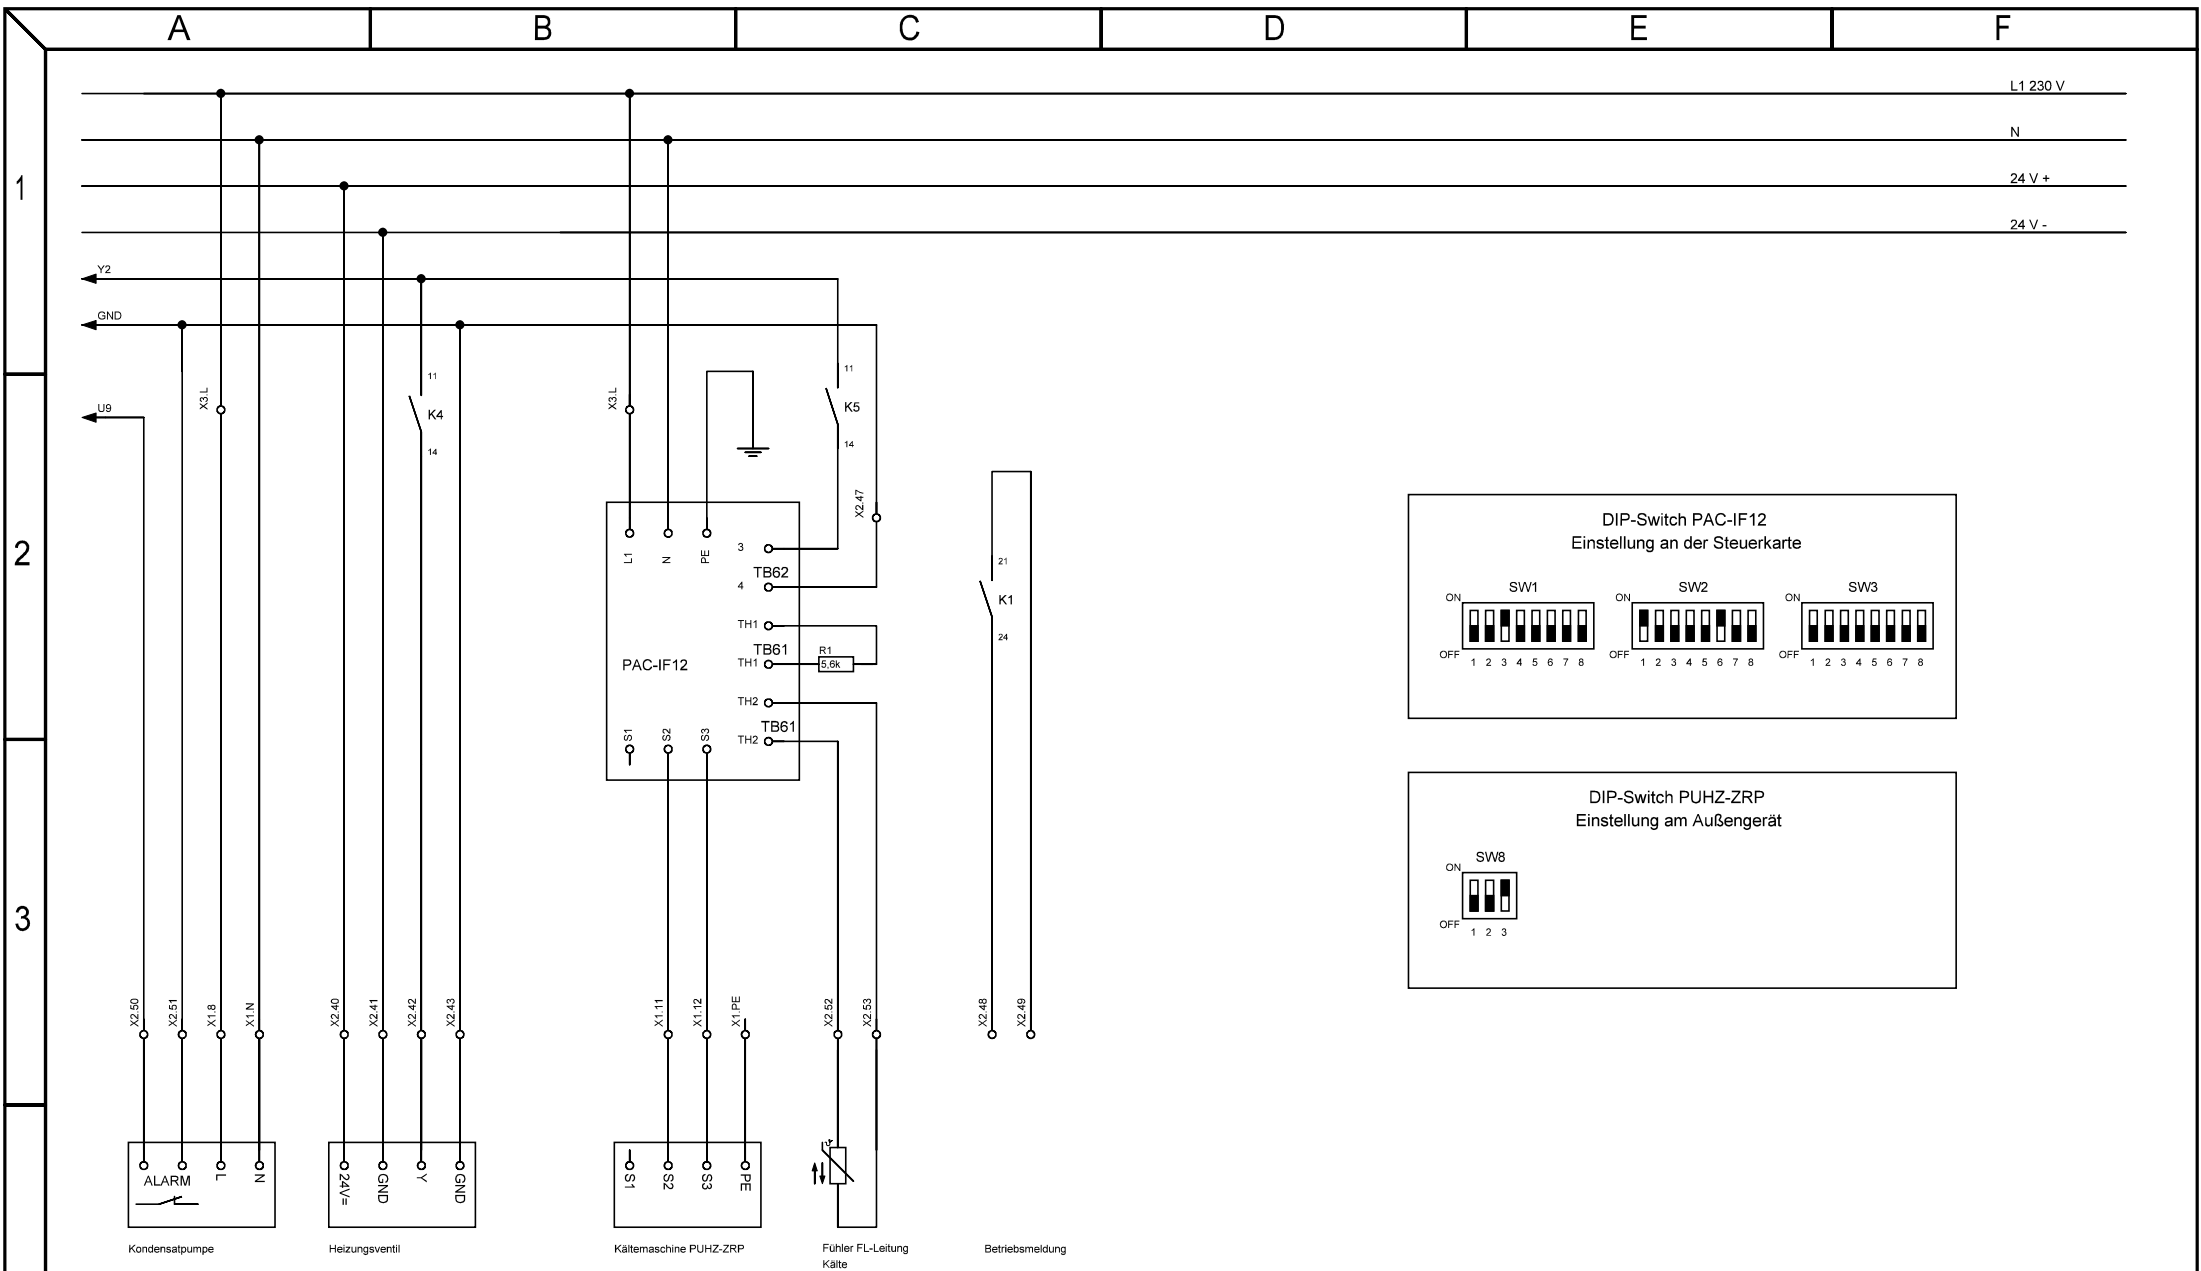 A B C D E F
L1 230 V
N
24 V +
24 V -
1
Y2
GND
U9
X3.L
11
K4
14
X3.L
11
K5
14
X2.47
2
L1 N PE
3
TB62
4
TH1
TB61
TH1
R1
5,6k
PAC-IF12
TH2
TB61
TH2
S1 S2 S3
21
K1
24
DIP-Switch PAC-IF12
Einstellung an der Steuerkarte
SW1 SW2 SW3
ON ON ON
OFF OFF OFF
1 2 3 4 5 6 7 8 1 2 3 4 5 6 7 8 1 2 3 4 5 6 7 8
DIP-Switch PUHZ-ZRP
Einstellung am Außengerät
SW8
ON
OFF
1 2 3
3
X2.50 X2.51 X1.8 X1.N X2.40 X2.41 X2.42 X2.43 X1.11 X1.12 X1.PE X2.52 X2.53 X2.48 X2.49
ALARM L N
24V= GND Y GND
S1 S2 S3 PE
Kondensatpumpe
Heizungsventil
Kältemaschine PUHZ-ZRP
Fühler FL-Leitung
Kälte
Betriebsmeldung